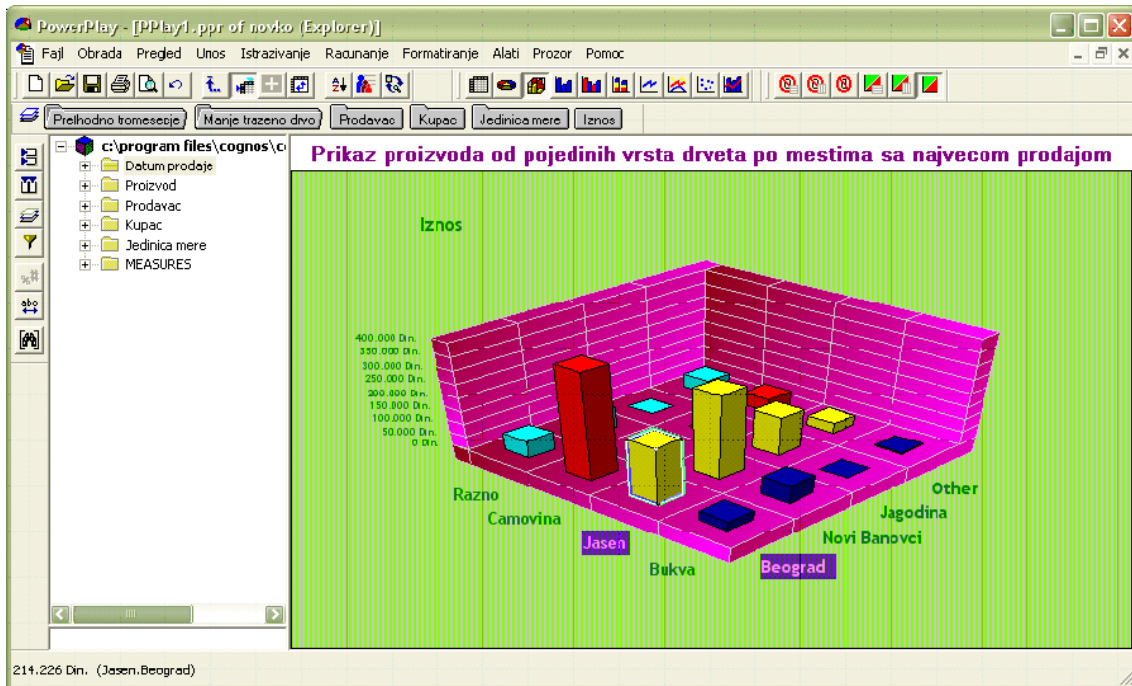 PowerPlay - [PPlay1.ppr of novko (Explorer)]
Fajl Obrada Pregled Unos Istrazivanje Racunanje Formatiranje Alati Prozor Pomoc
Prethodno tromesecje Manje trazeno drvo Prodavac Kupac Jedinica mere Iznos
c:\program files\cognos\c
Datum prodaje
Proizvod
Prodavac
Kupac
Jedinica mere
MEASURES
Prikaz proizvoda od pojedinih vrsta drveta po mestima sa najvecom prodajom
Iznos
400.000 Din.
350.000 Din.
300.000 Din.
250.000 Din.
200.000 Din.
150.000 Din.
100.000 Din.
50.000 Din.
0 Din.
Razno
Camovina
Jasen
Bukva
Beograd
Novi Banovci
Jagodina
Other
214.226 Din. (Jasen.Beograd)